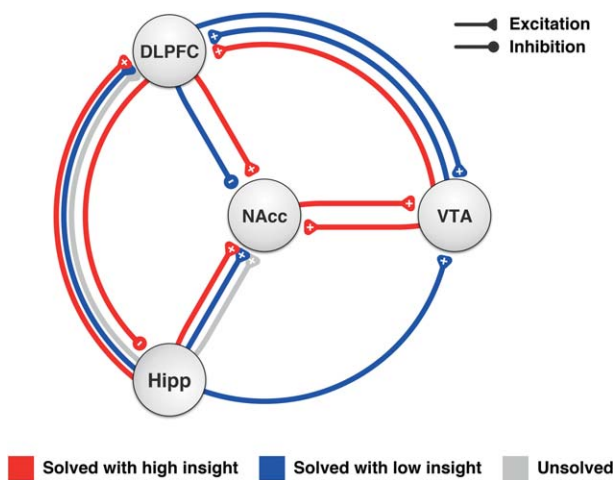 DLPFC
Excitation
Inhibition
NAcc
VTA
Hipp
Solved with high insight
Solved with low insight
Unsolved